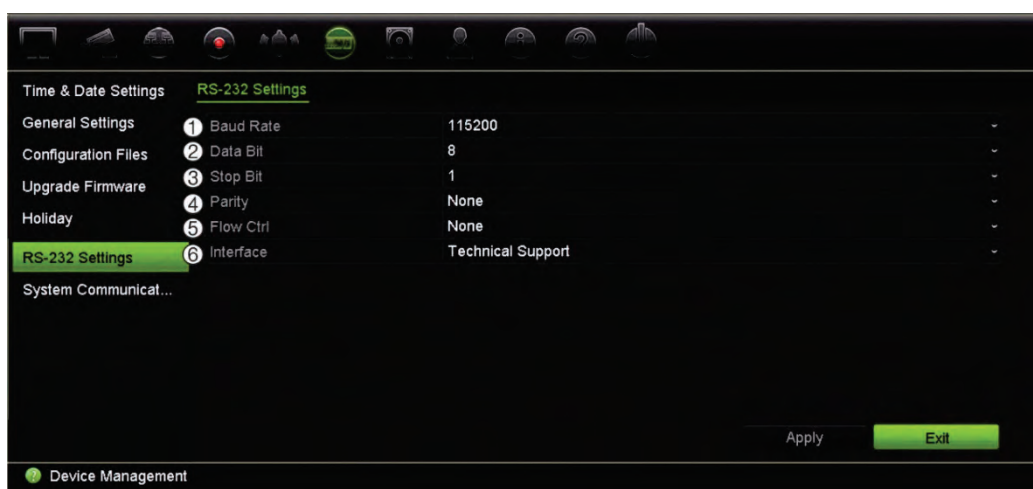 Time & Date Settings
General Settings
Configuration Files
Upgrade Firmware
Holiday
RS-232 Settings
System Communicat...
RS-232 Settings
1 Baud Rate 115200
2 Data Bit 8
3 Stop Bit 1
4 Parity None
5 Flow Ctrl None
6 Interface Technical Support
Apply Exit
Device Management